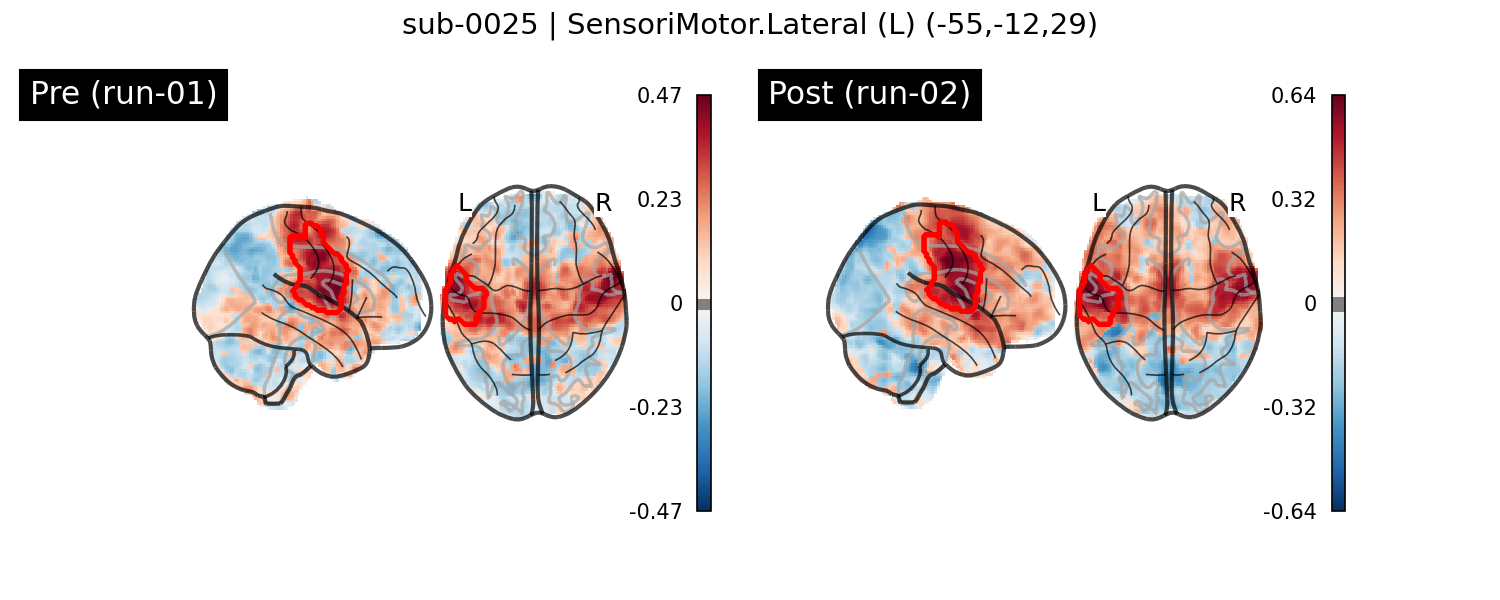 sub-0025 | SensoriMotor.Lateral (L) (-55,-12,29)
Pre (run-01)
L
R
0.47
0.23
0
-0.23
-0.47
Post (run-02)
L
R
0.64
0.32
0
-0.32
-0.64